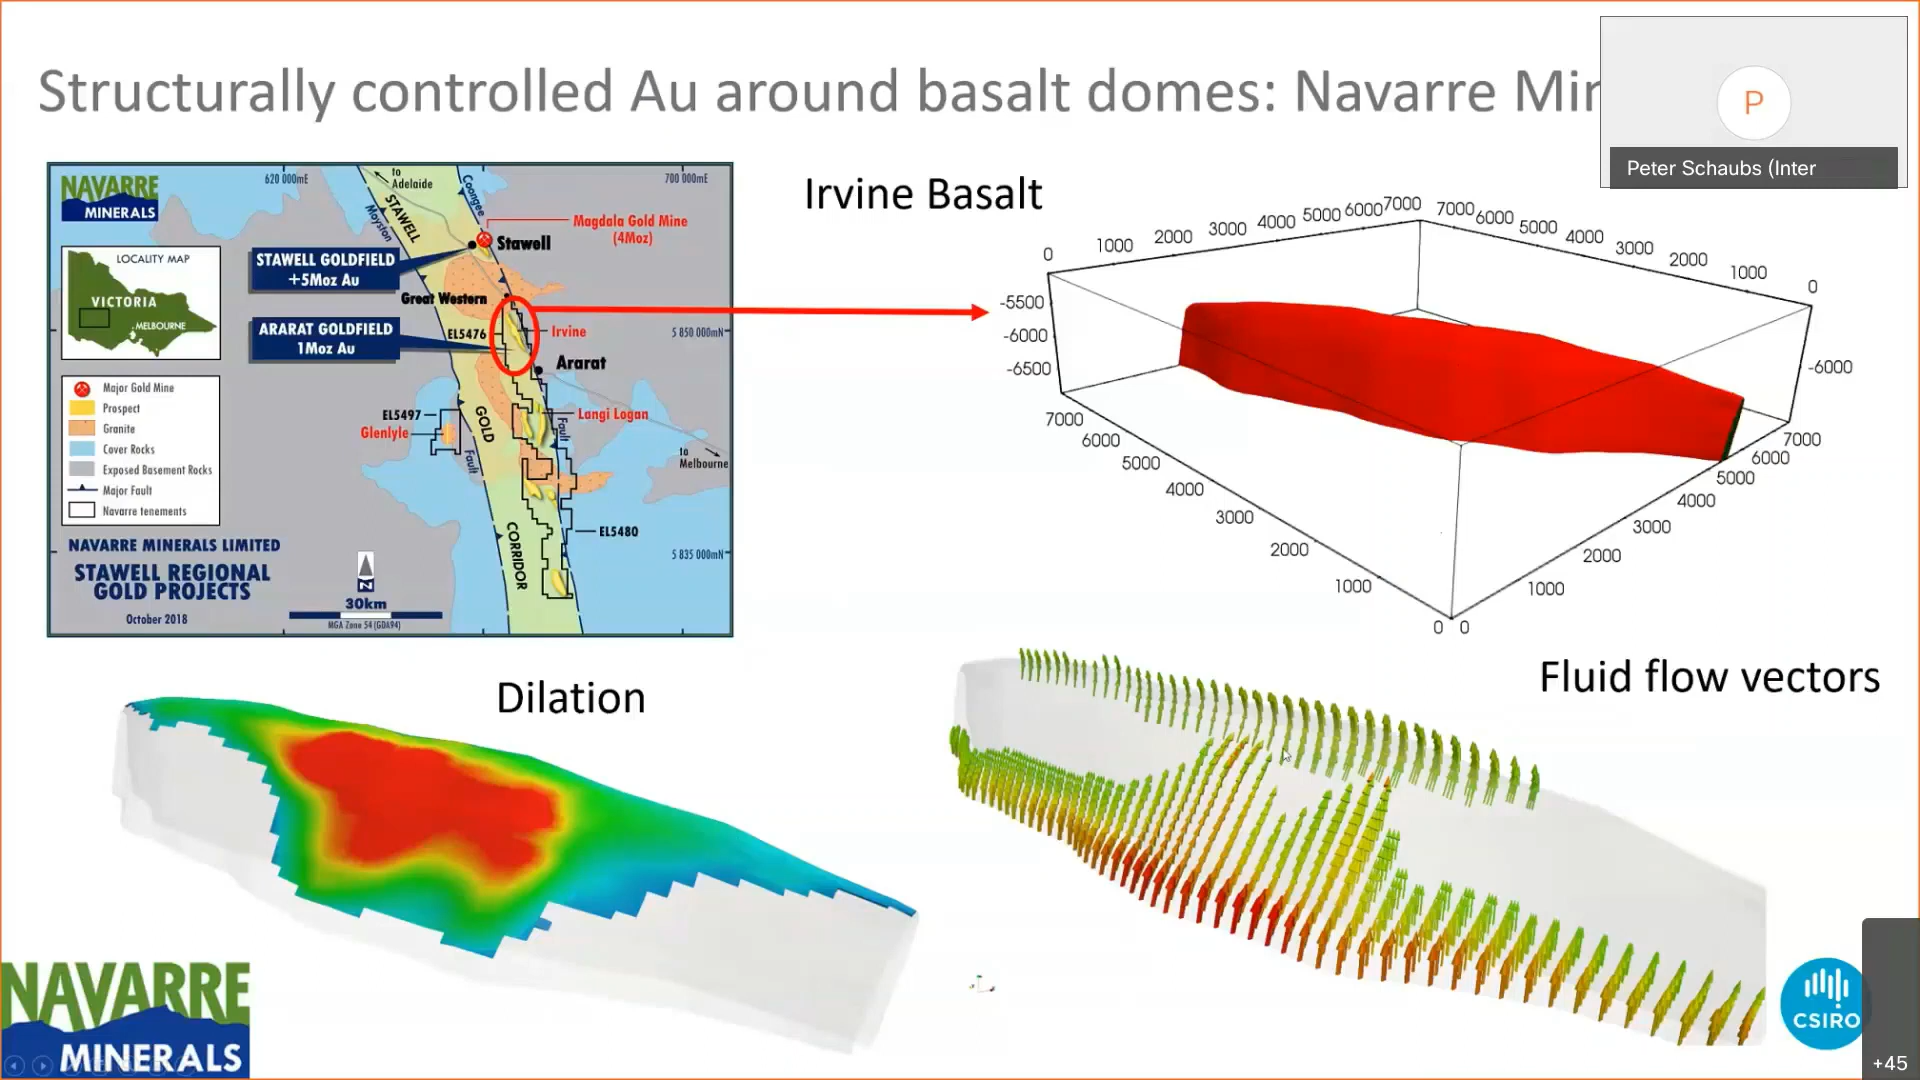 Structurally controlled Au around basalt domes: Navarre Mir
P
Peter Schaubs (Inter
NAVARRE
MINERALS
620 000mE
to
Adelaide
700 000mE
STAWELL
Moyston
Coongee
Magdala Gold Mine
(4Moz)
Stawell
LOCALITY MAP
VICTORIA
MELBOURNE
STAWELL GOLDFIELD
+5Moz Au
Great Western
ARARAT GOLDFIELD
1Moz Au
EL5476
Irvine
5 850 000mN
Ararat
Major Gold Mine
Prospect
Granite
Cover Rocks
Exposed Basement Rocks
Major Fault
Navarre tenements
EL5497
Glenlyle
GOLD
Fault
Langi Logan
Fault
to
Melbourne
EL5480
CORRIDOR
5 835 000mN
NAVARRE MINERALS LIMITED
STAWELL REGIONAL
GOLD PROJECTS
October 2018
N
30km
MGA Zone 54 (GDA94)
Irvine Basalt
0 1000 2000 3000 4000 5000 6000 7000
7000 6000 5000 4000 3000 2000 1000 0
-5500
-6000
-6500
-6000
7000 6000 5000 4000 3000 2000 1000 0
7000 6000 5000 4000 3000 2000 1000 0
Dilation
Fluid flow vectors
NAVARRE
MINERALS
CSIRO
+45